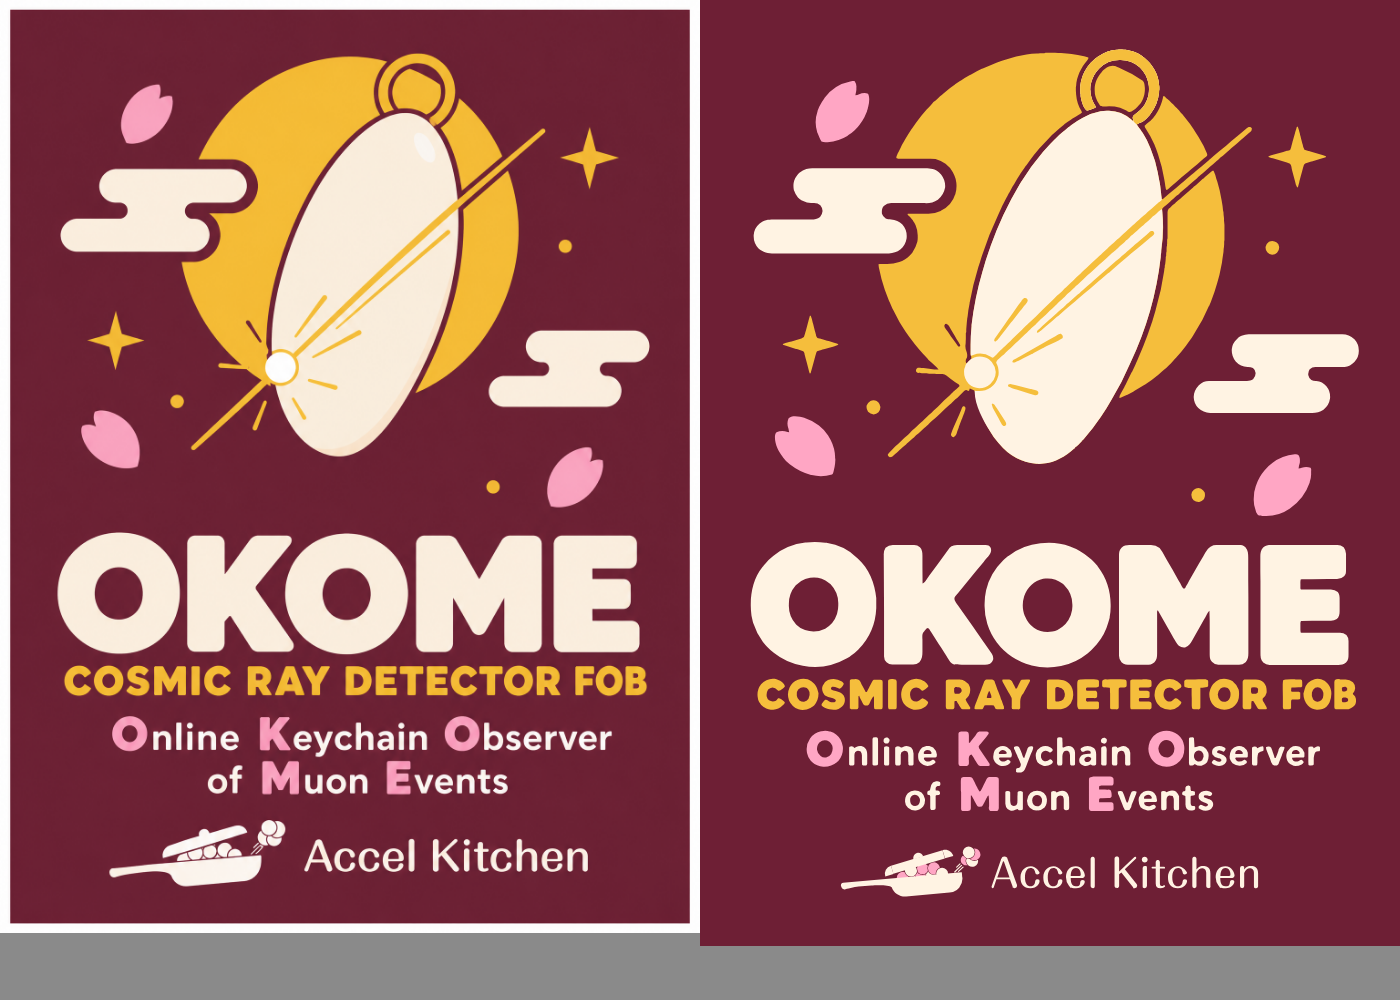 OKOME
COSMIC RAY DETECTOR FOB
Online Keychain Observer
of Muon Events
Accel Kitchen
OKOME
COSMIC RAY DETECTOR FOB
Online Keychain Observer
of Muon Events
Accel Kitchen